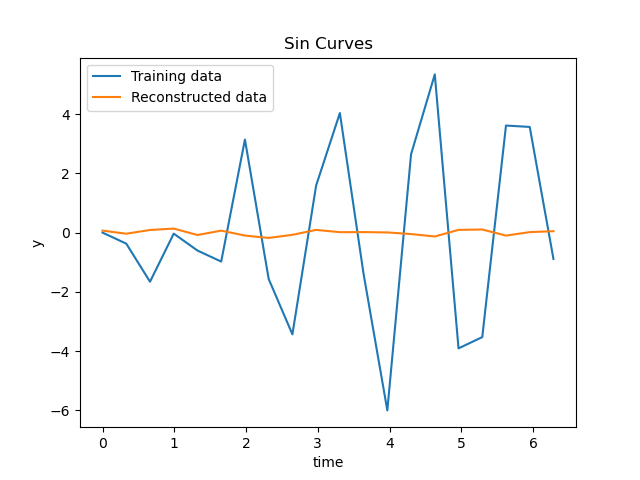 Sin Curves
Training data
Reconstructed data
4
2
0
−2
−4
−6
y
0 1 2 3 4 5 6
time